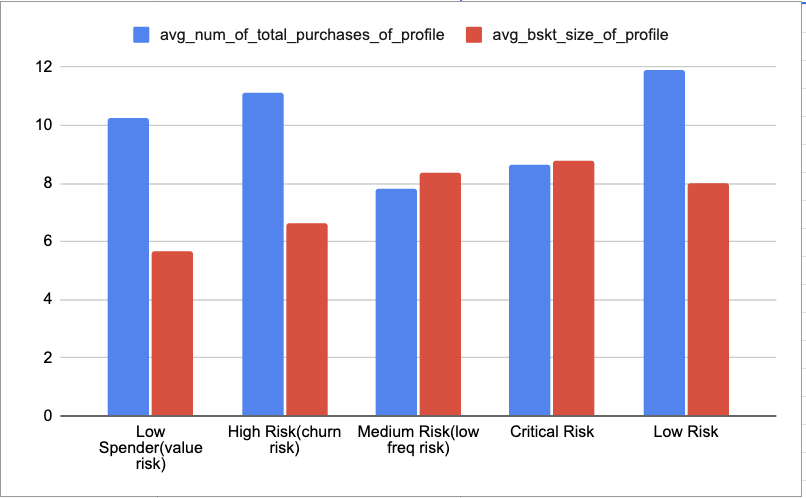 avg_num_of_total_purchases_of_profile avg_bskt_size_of_profile
12
10
8
6
4
2
0
Low
Spender(value
risk)
High Risk(churn
risk)
Medium Risk(low
freq risk)
Critical Risk
Low Risk